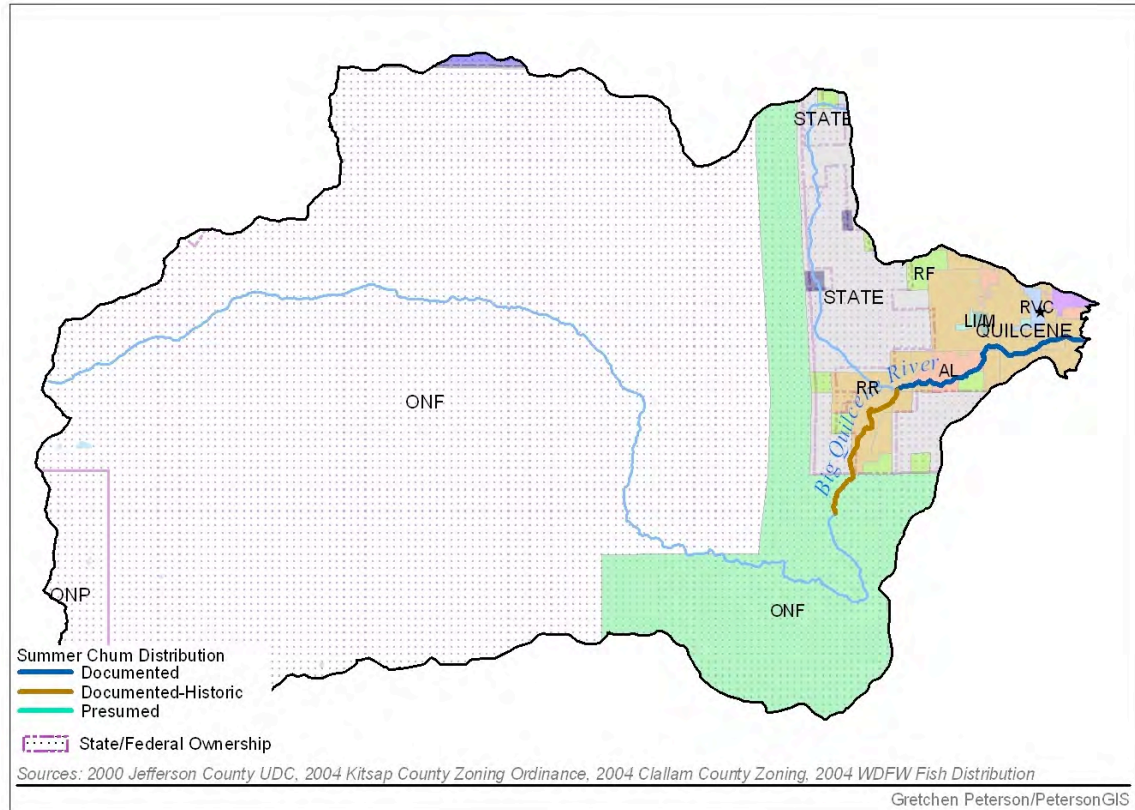 STATE
RF
STATE
RVC
LI/M
QUILCENE
Big Quilcene River
AL
RR
ONF
ONP
ONF
Summer Chum Distribution
Documented
Documented-Historic
Presumed
State/Federal Ownership
Sources: 2000 Jefferson County UDC, 2004 Kitsap County Zoning Ordinance, 2004 Clallam County Zoning, 2004 WDFW Fish Distribution
Gretchen Peterson/PetersonGIS